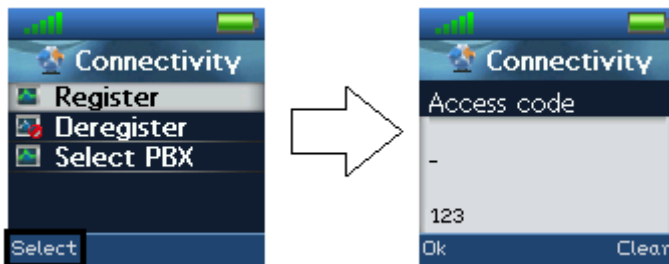 Connectivity
Register
Deregister
Select PBX
Select
Connectivity
Access code
_
123
Ok Clear